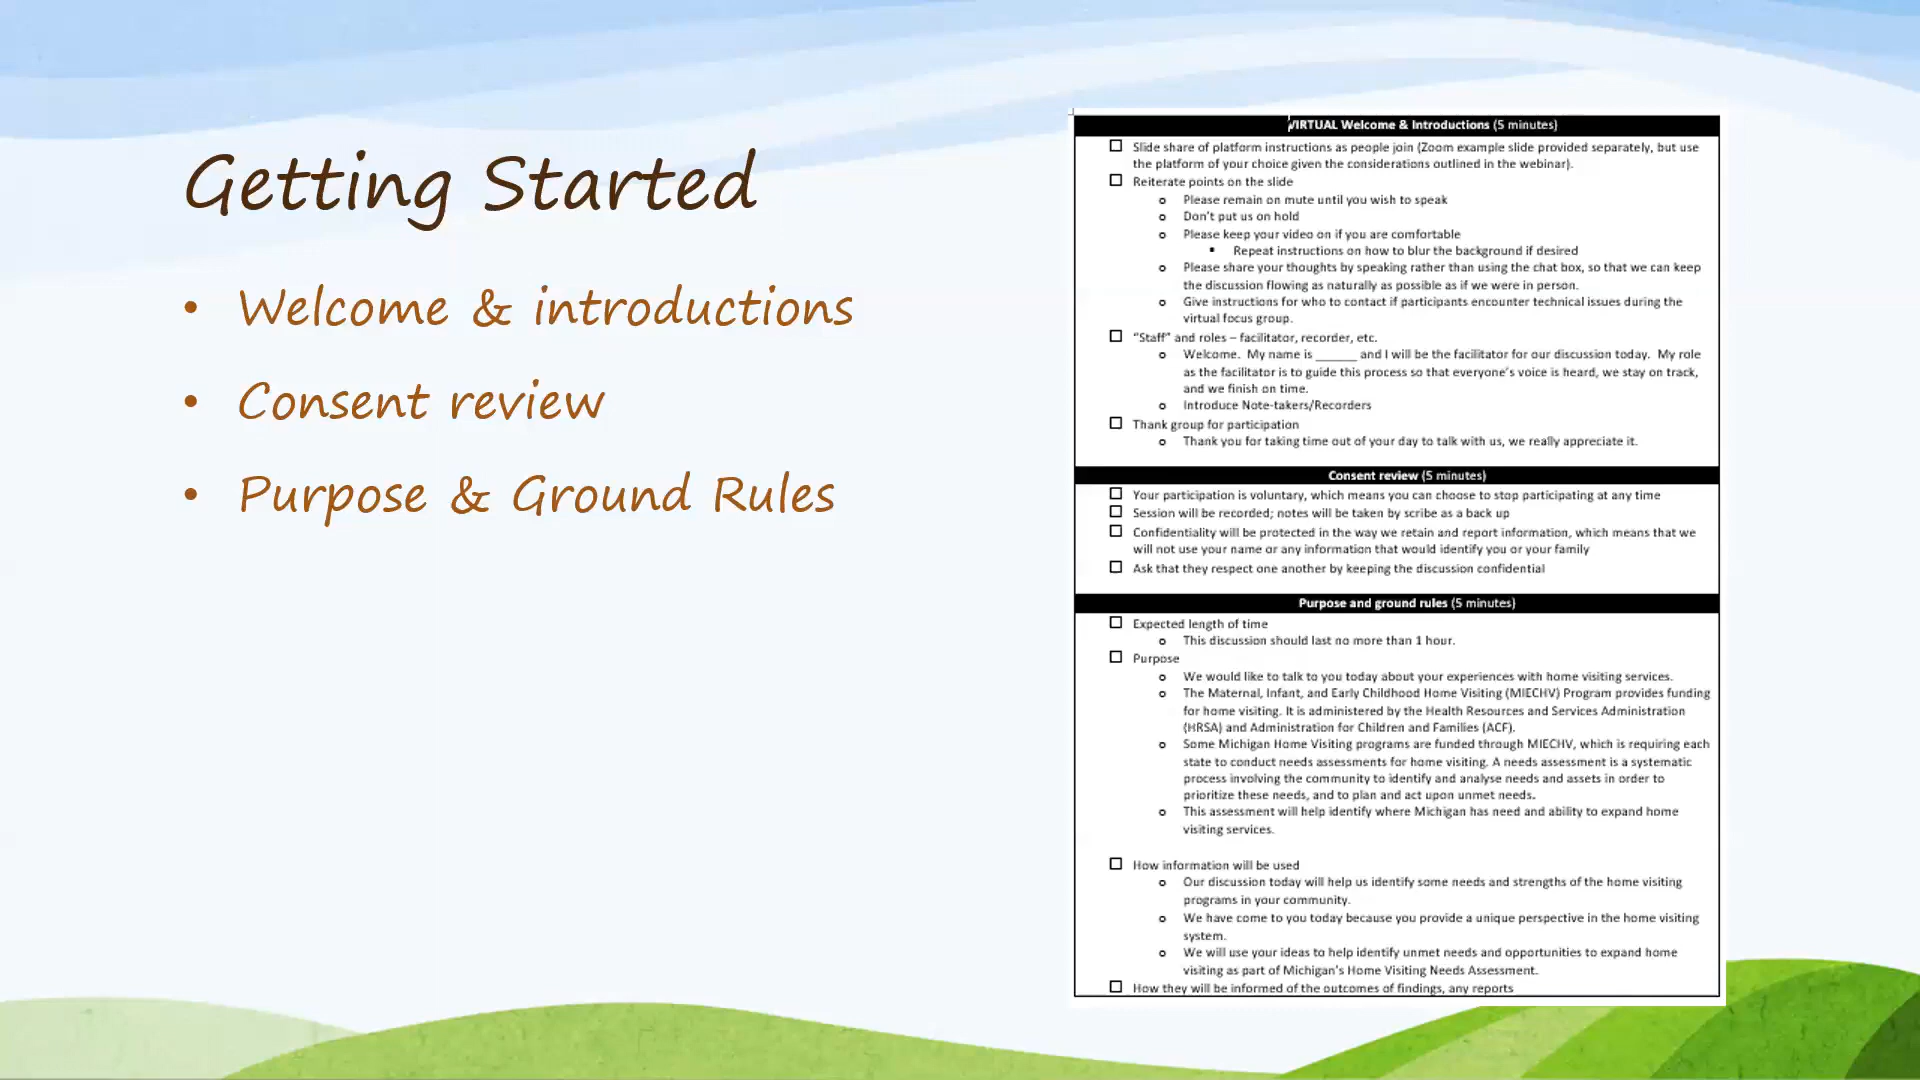 Getting Started
• Welcome & introductions
• Consent review
• Purpose & Ground Rules
VIRTUAL Welcome & Introductions (5 minutes)
☐ Slide share of platform instructions as people join (Zoom example slide provided separately, but use
the platform of your choice given the considerations outlined in the webinar).
☐ Reiterate points on the slide
o Please remain on mute until you wish to speak
o Don't put us on hold
o Please keep your video on if you are comfortable
▪ Repeat instructions on how to blur the background if desired
o Please share your thoughts by speaking rather than using the chat box, so that we can keep
the discussion flowing as naturally as possible as if we were in person.
o Give instructions for who to contact if participants encounter technical issues during the
virtual focus group.
☐ “Staff” and roles – facilitator, recorder, etc.
o Welcome. My name is ______ and I will be the facilitator for our discussion today. My role
as the facilitator is to guide this process so that everyone's voice is heard, we stay on track,
and we finish on time.
o Introduce Note-takers/Recorders
☐ Thank group for participation
o Thank you for taking time out of your day to talk with us, we really appreciate it.
Consent review (5 minutes)
☐ Your participation is voluntary, which means you can choose to stop participating at any time
☐ Session will be recorded; notes will be taken by scribe as a back up
☐ Confidentiality will be protected in the way we retain and report information, which means that we
will not use your name or any information that would identify you or your family
☐ Ask that they respect one another by keeping the discussion confidential
Purpose and ground rules (5 minutes)
☐ Expected length of time
o This discussion should last no more than 1 hour.
☐ Purpose
o We would like to talk to you today about your experiences with home visiting services.
o The Maternal, Infant, and Early Childhood Home Visiting (MIECHV) Program provides funding
for home visiting. It is administered by the Health Resources and Services Administration
(HRSA) and Administration for Children and Families (ACF).
o Some Michigan Home Visiting programs are funded through MIECHV, which is requiring each
state to conduct needs assessments for home visiting. A needs assessment is a systematic
process involving the community to identify and analyse needs and assets in order to
prioritize these needs, and to plan and act upon unmet needs.
o This assessment will help identify where Michigan has need and ability to expand home
visiting services.
☐ How information will be used
o Our discussion today will help us identify some needs and strengths of the home visiting
programs in your community.
o We have come to you today because you provide a unique perspective in the home visiting
system.
o We will use your ideas to help identify unmet needs and opportunities to expand home
visiting as part of Michigan's Home Visiting Needs Assessment.
☐ How they will be informed of the outcomes of findings, any reports